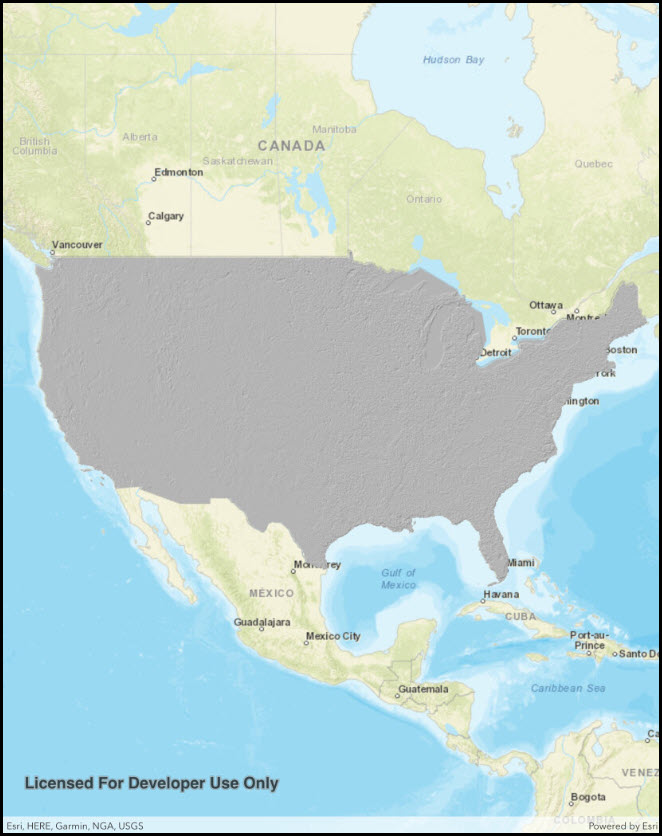 Hudson Bay
British
Columbia
Alberta
Manitoba
CANADA
Saskatchewan
Quebec
Edmonton
Ontario
Calgary
Vancouver
Ottawa
Montre
Toronto
Detroit
Boston
York
hington
Monterrey
Miami
Gulf of
Mexico
MÉXICO
Havana
CUBA
Guadalajara
Mexico City
Port-au-
Prince
Santo D
Guatemala
Caribbean Sea
Ca
VENEZ
Licensed For Developer Use Only
Bogota
COLOMBIA
Esri, HERE, Garmin, NGA, USGS
Powered by Esri